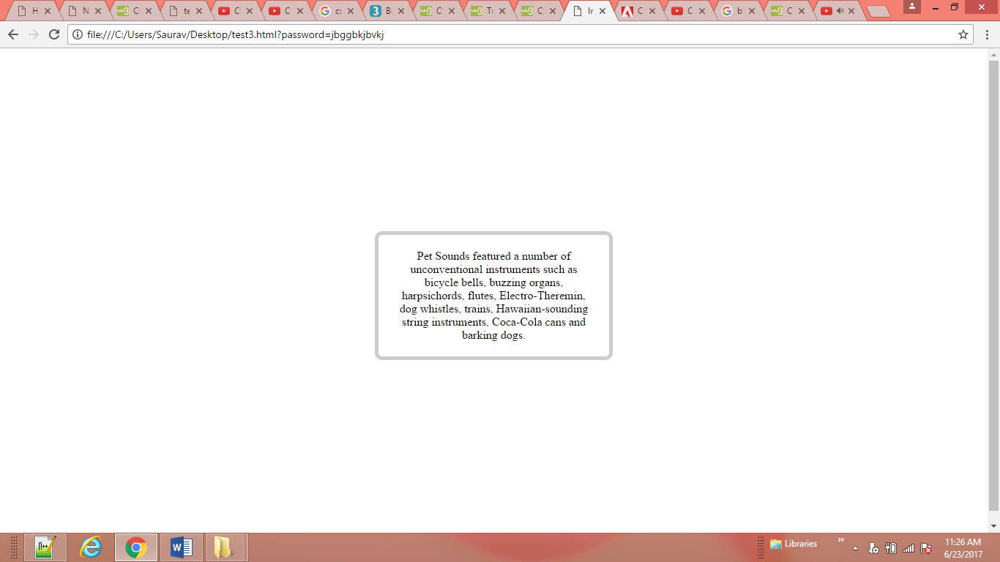 H
N
C
te
C
C
cs
B
C
T
C
Ir
C
C
b
C
file:///C:/Users/Saurav/Desktop/test3.html?password=jbggbkjbvkj
Pet Sounds featured a number of
unconventional instruments such as
bicycle bells, buzzing organs,
harpsichords, flutes, Electro-Theremin,
dog whistles, trains, Hawaiian-sounding
string instruments, Coca-Cola cans and
barking dogs.
Libraries
11:26 AM
6/23/2017